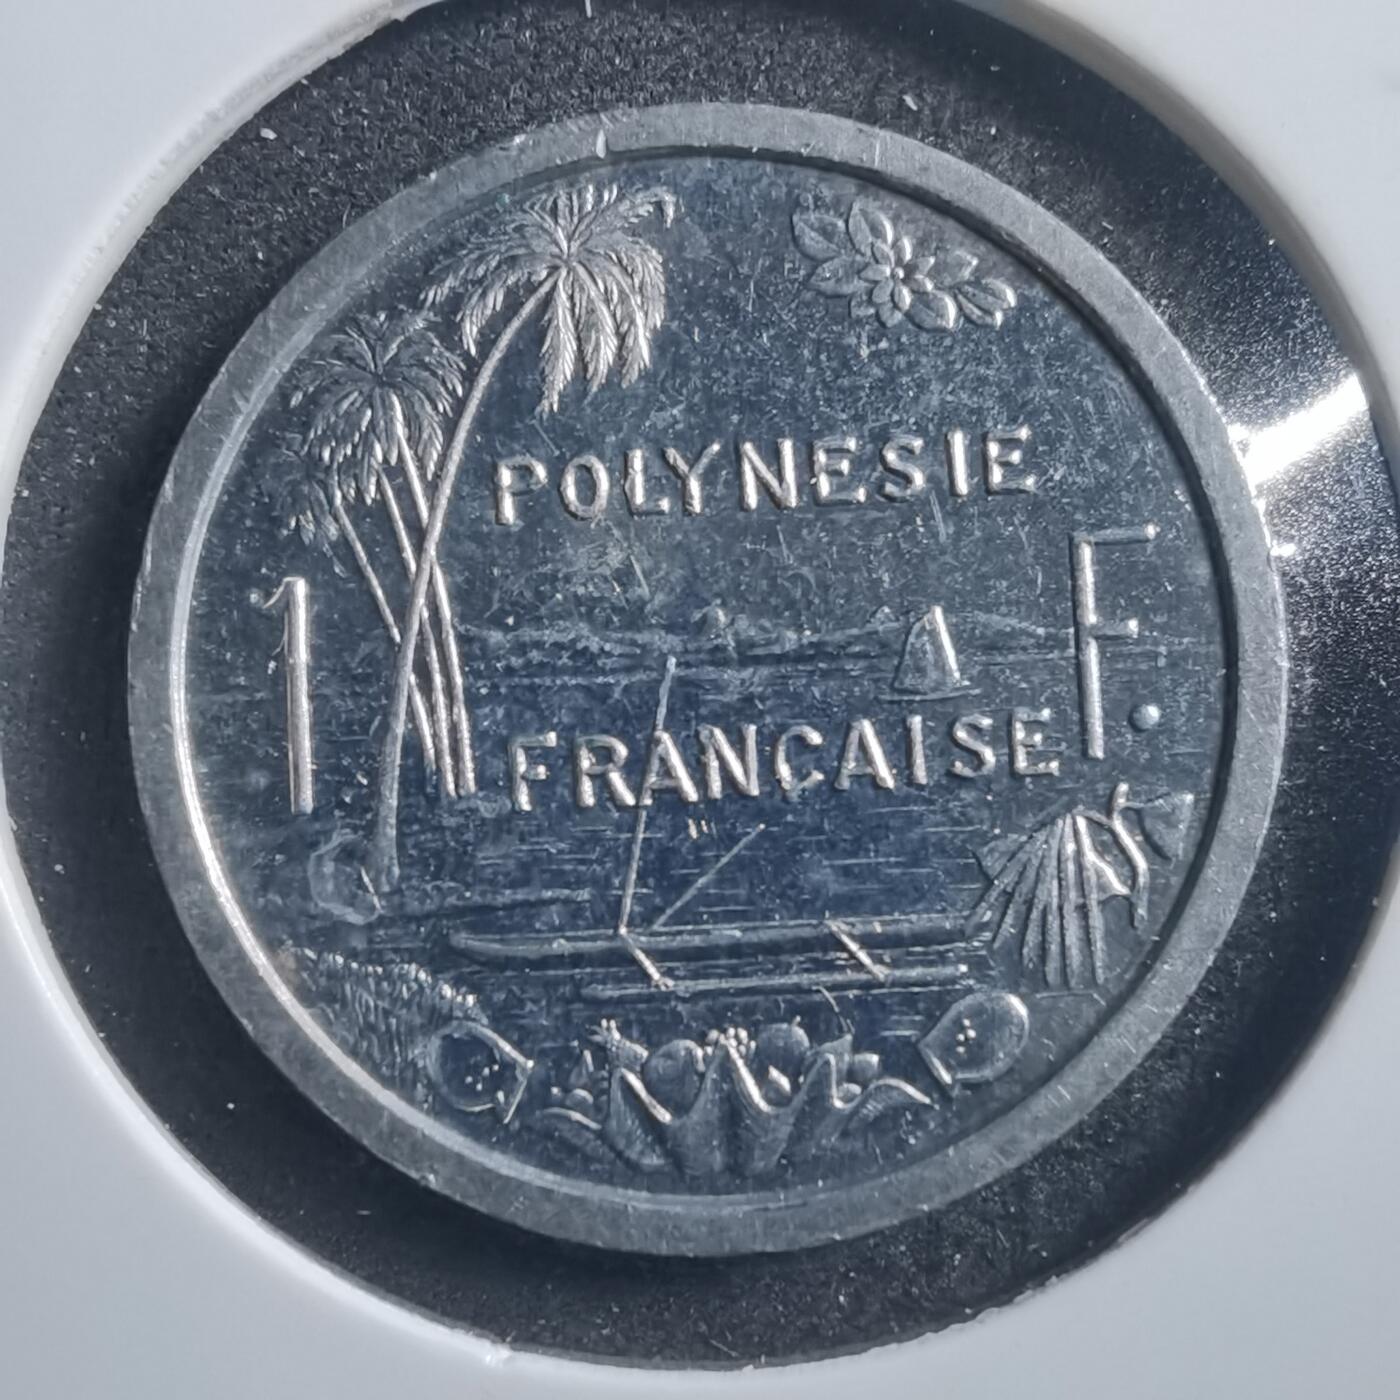 POLYNESIE
1 F.
FRANÇAISE